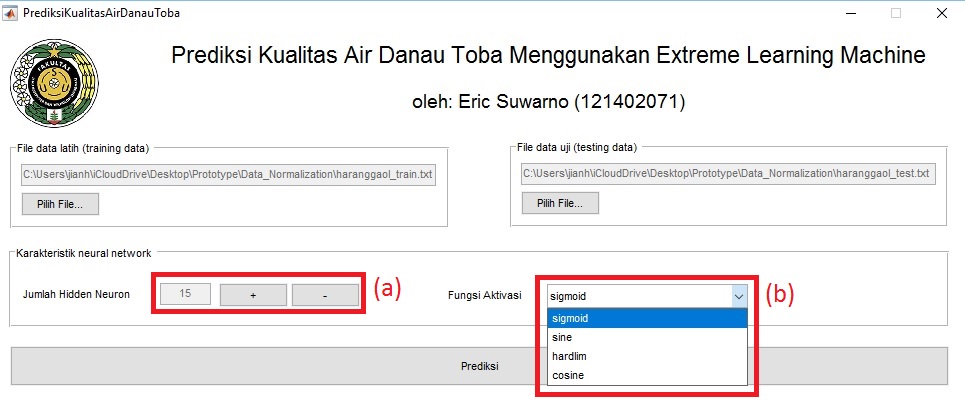 PrediksiKualitasAirDanauToba
Prediksi Kualitas Air Danau Toba Menggunakan Extreme Learning Machine
oleh: Eric Suwarno (121402071)
File data latih (training data)
C:\Users\jianh\iCloudDrive\Desktop\Prototype\Data_Normalization\haranggaol_train.txt
Pilih File...
File data uji (testing data)
C:\Users\jianh\iCloudDrive\Desktop\Prototype\Data_Normalization\haranggaol_test.txt
Pilih File...
Karakteristik neural network
Jumlah Hidden Neuron 15 + - (a)
Fungsi Aktivasi sigmoid (b)
sigmoid
sine
hardlim
cosine
Prediksi